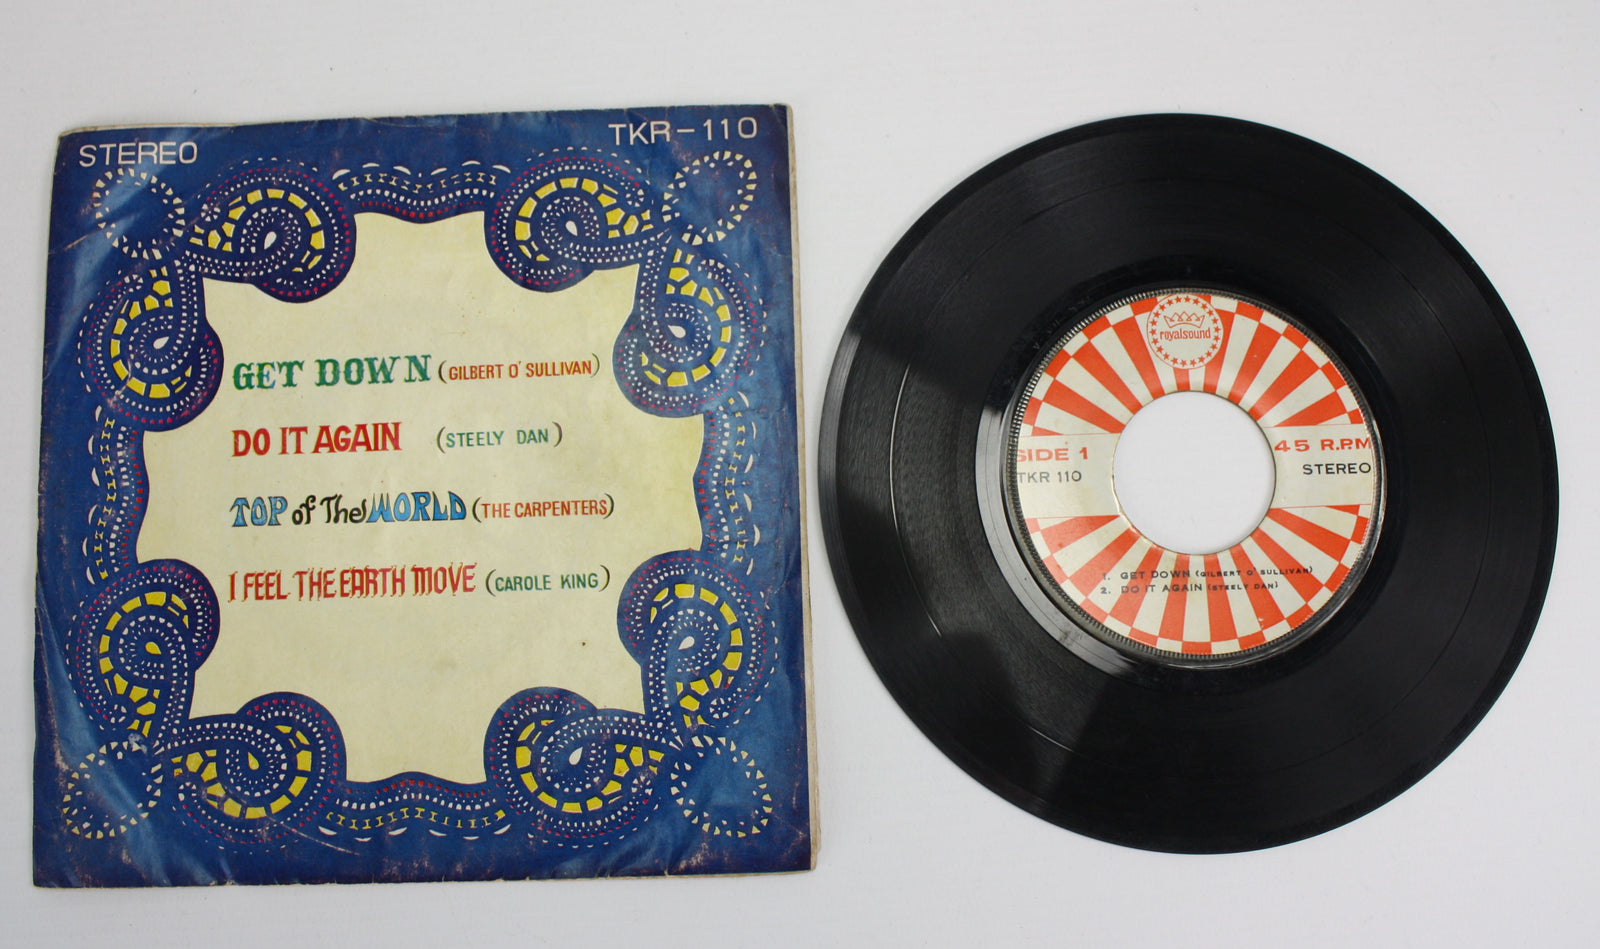 STEREO
TKR-110
GET DOWN (GILBERT O' SULLIVAN)
DO IT AGAIN (STEELY DAN)
TOP of The WORLD (THE CARPENTERS)
I FEEL THE EARTH MOVE (CAROLE KING)
royalsound
SIDE 1
TKR 110
45 R.P.M
STEREO
1. GET DOWN (GILBERT O' SULLIVAN)
2. DO IT AGAIN (STEELY DAN)